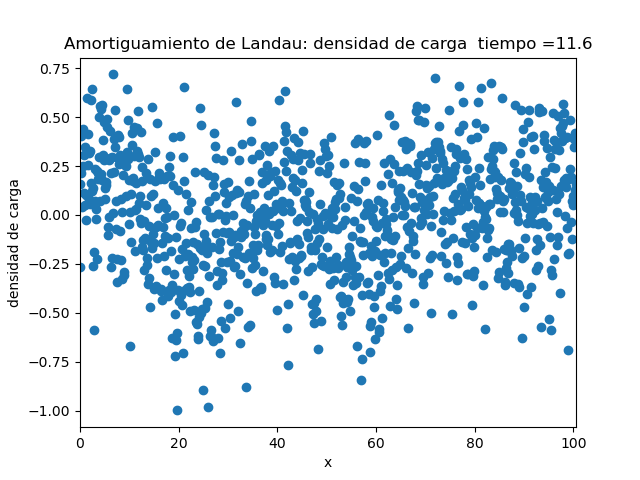 Amortiguamiento de Landau: densidad de carga  tiempo =11.6
0.75
0.50
0.25
0.00
−0.25
−0.50
−0.75
−1.00
densidad de carga
0 20 40 60 80 100
x